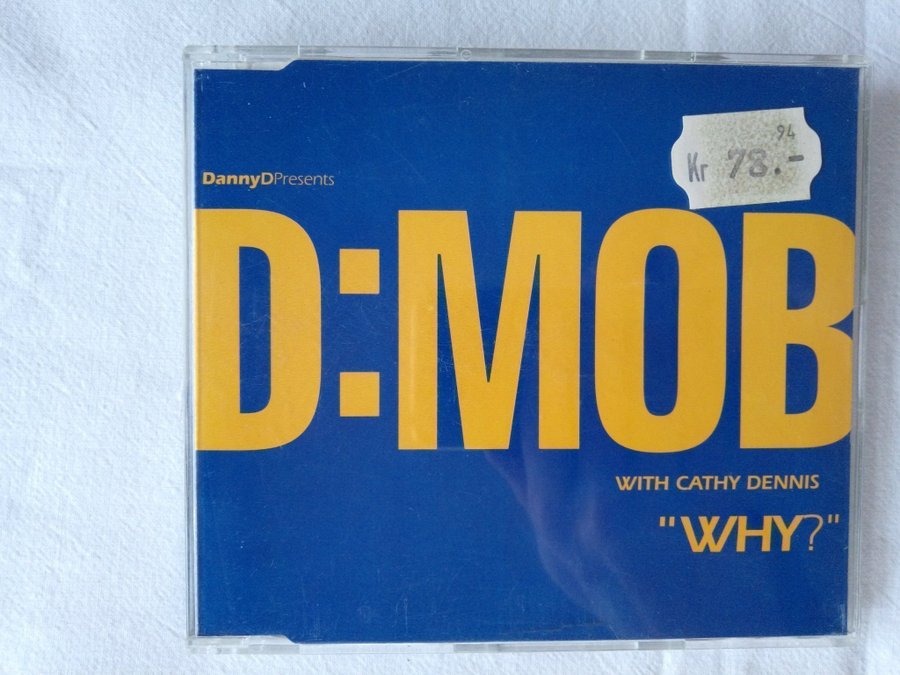 94
Kr 78.-
DannyDPresents
D:MOB
WITH CATHY DENNIS
"WHY?"